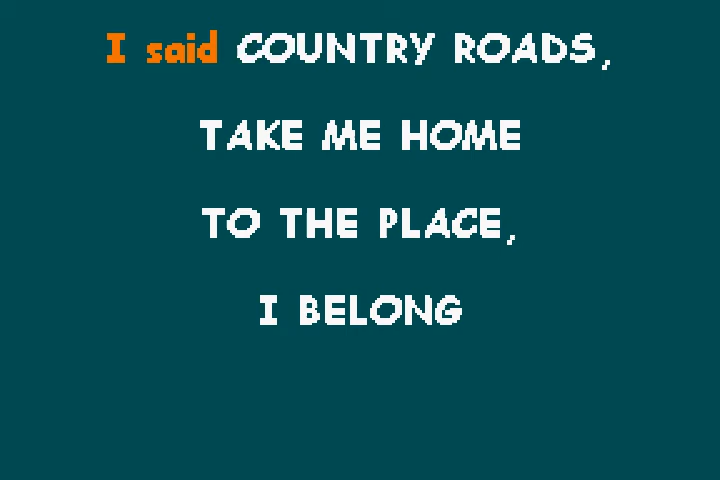 I said COUNTRY ROADS,
TAKE ME HOME
TO THE PLACE,
I BELONG